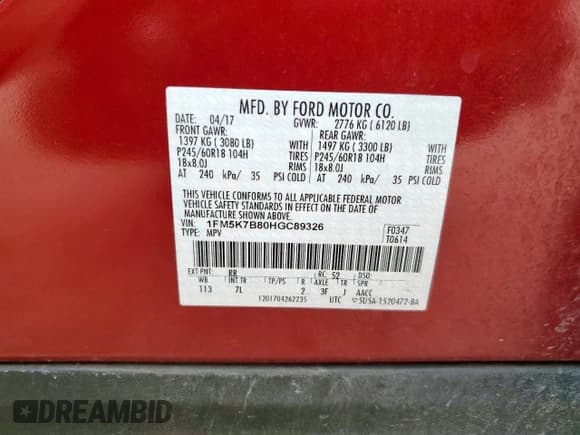 MFD. BY FORD MOTOR CO.
DATE: 04/17 GVWR: 2776 KG ( 6120 LB)
FRONT GAWR: REAR GAWR:
1397 KG ( 3080 LB) 1497 KG ( 3300 LB)
P245/60R18 104H TIRES P245/60R18 104H TIRES
18x8.0J RIMS 18x8.0J RIMS
AT 240 kPa/ 35 PSI COLD AT 240 kPa/ 35 PSI COLD
THIS VEHICLE CONFORMS TO ALL APPLICABLE FEDERAL MOTOR
VEHICLE SAFETY STANDARDS IN EFFECT ON THE DATE OF
MANUFACTURE SHOWN ABOVE.
VIN: 1FM5K7B80HGC89326 F0347
TYPE: MPV T0614
EXT PNT: RR RC: 52 DSO:
WB INT TR TP/PS R AXLE TR SPR
113 7L 2 3F J AACC
1201704262235 UTC ▽5U5A-1520472-BA
DREAMBID